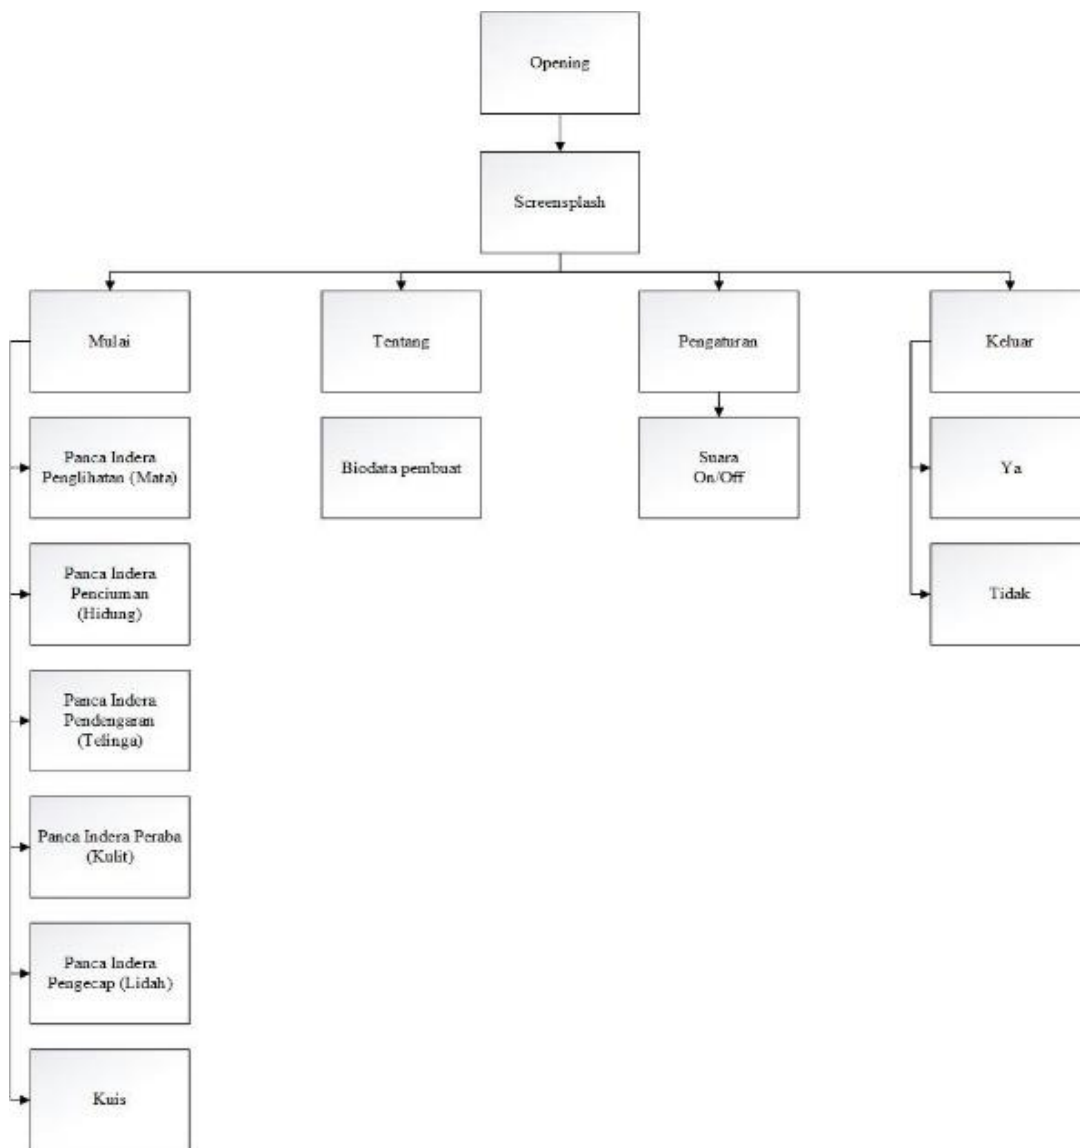 Opening
Screensplash
Mulai
Tentang
Pengaturan
Keluar
Panca Indera
Penglihatan (Mata)
Biodata pembuat
Suara
On/Off
Ya
Panca Indera
Penciuman
(Hidung)
Tidak
Panca Indera
Pendengaran
(Telinga)
Panca Indera Peraba
(Kulit)
Panca Indera
Pengecap (Lidah)
Kuis